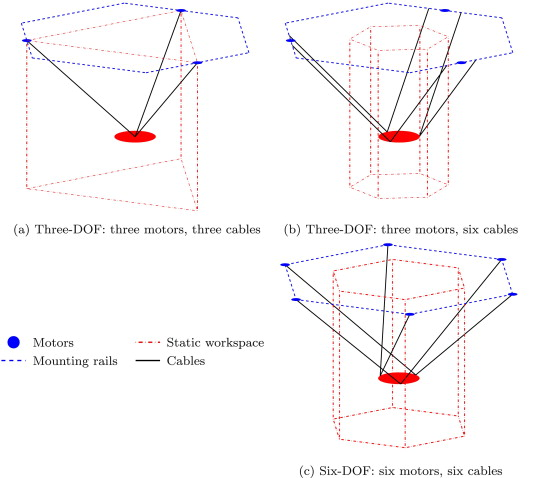 (a) Three-DOF: three motors, three cables
(b) Three-DOF: three motors, six cables
Motors
Static workspace
Mounting rails
Cables
(c) Six-DOF: six motors, six cables